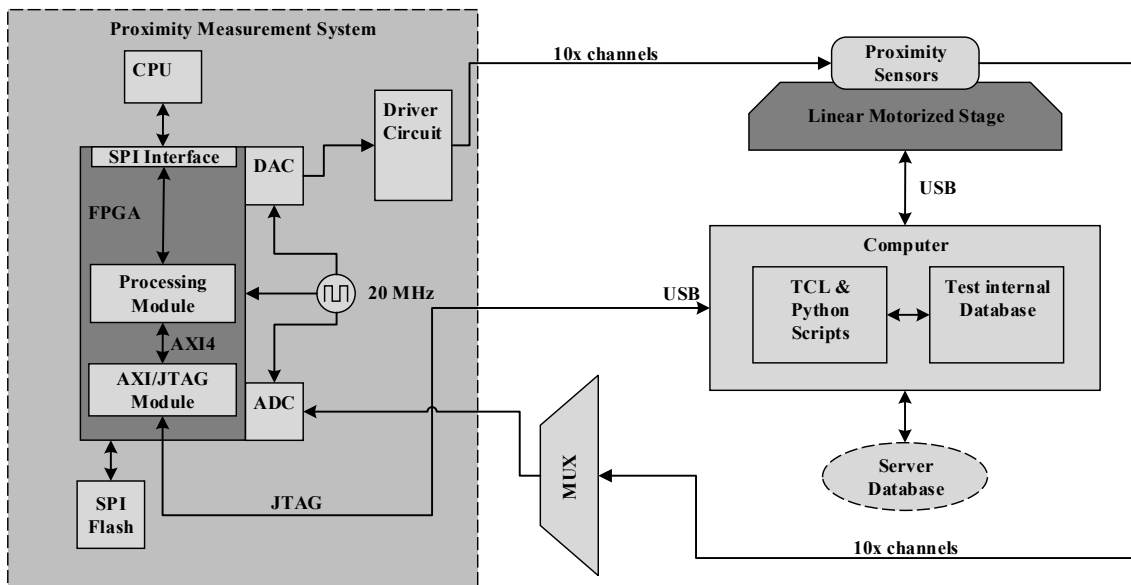 Proximity Measurement System
CPU
SPI Interface
FPGA
Processing
Module
AXI4
AXI/JTAG
Module
SPI
Flash
DAC
ADC
Driver
Circuit
20 MHz
JTAG
10x channels
Proximity
Sensors
Linear Motorized Stage
USB
USB
Computer
TCL &
Python
Scripts
Test internal
Database
Server
Database
MUX
10x channels